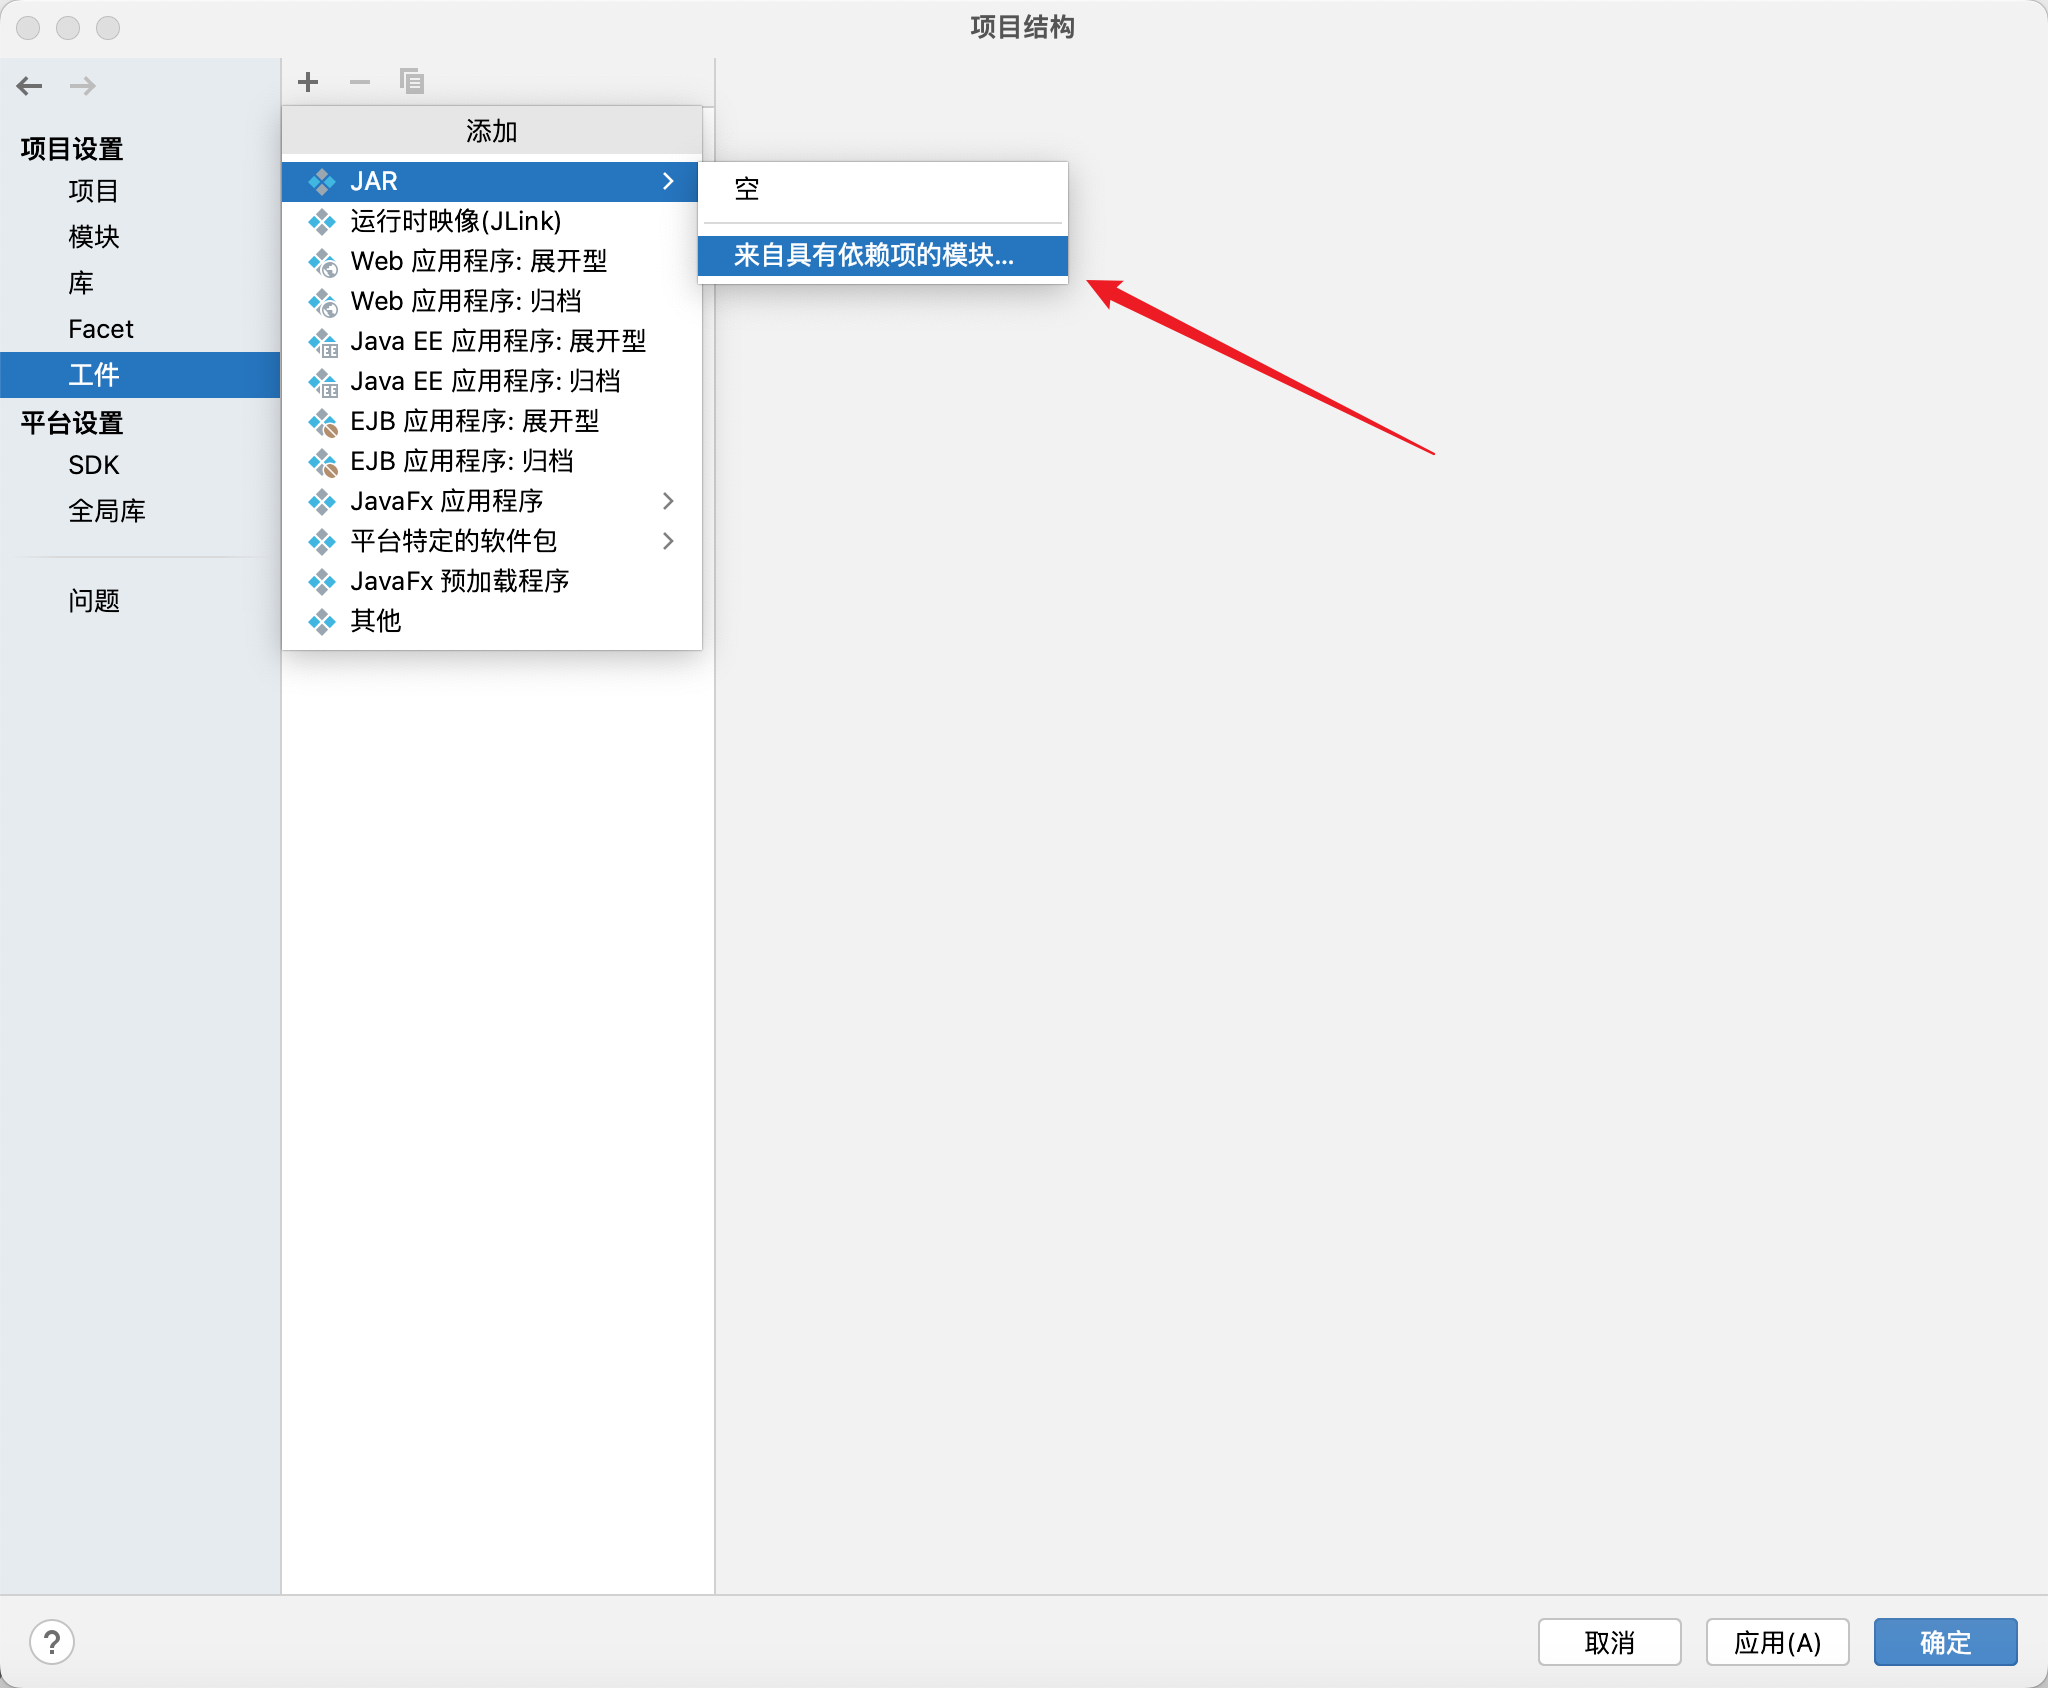 项目结构
项目设置
项目
模块
库
Facet
工件
平台设置
SDK
全局库
问题
添加
JAR
运行时映像(JLink)
Web 应用程序: 展开型
Web 应用程序: 归档
Java EE 应用程序: 展开型
Java EE 应用程序: 归档
EJB 应用程序: 展开型
EJB 应用程序: 归档
JavaFx 应用程序
平台特定的软件包
JavaFx 预加载程序
其他
空
来自具有依赖项的模块...
?
取消
应用(A)
确定